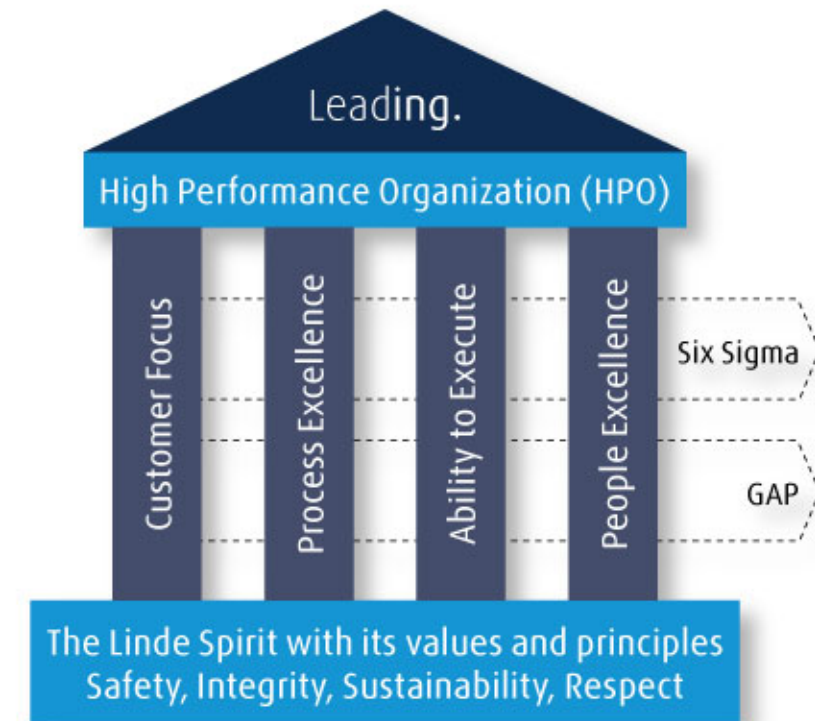 Leading.
High Performance Organization (HPO)
Customer Focus
Process Excellence
Ability to Execute
People Excellence
Six Sigma
GAP
The Linde Spirit with its values and principles
Safety, Integrity, Sustainability, Respect